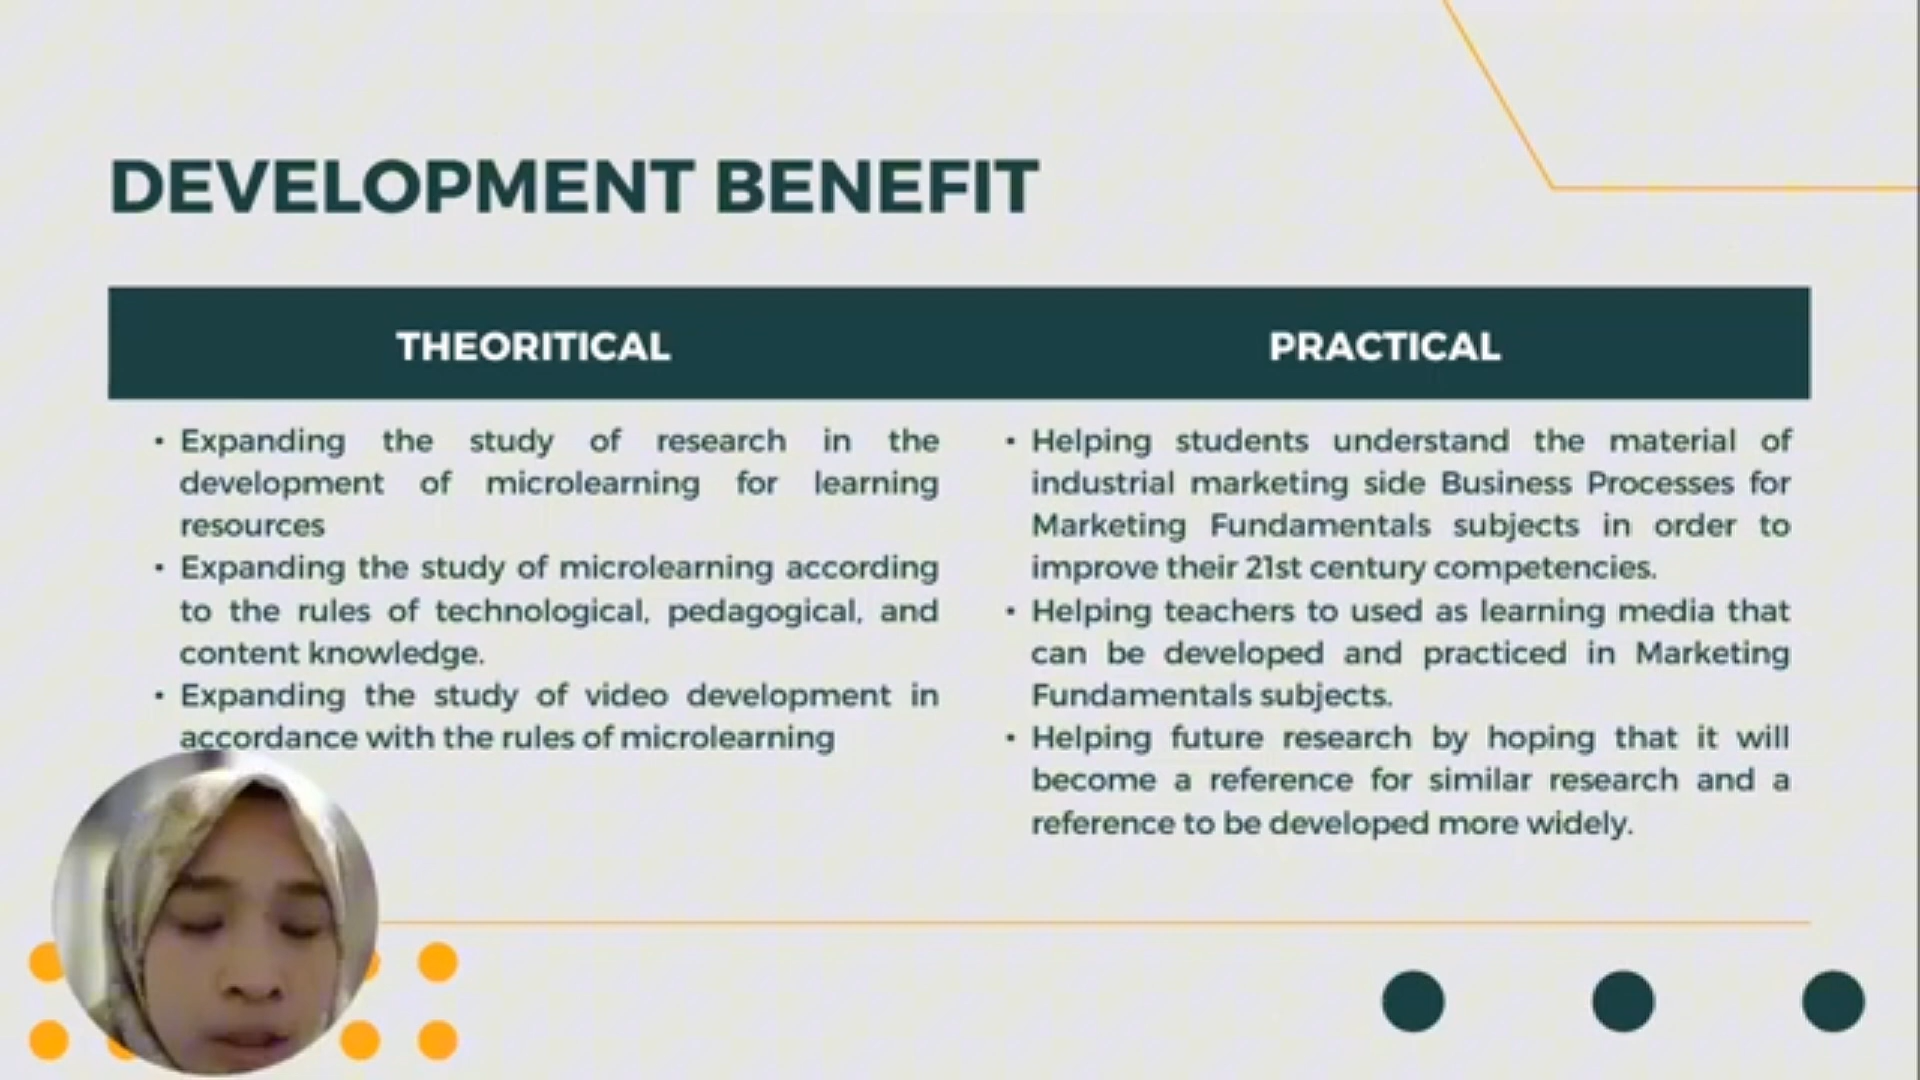 DEVELOPMENT BENEFIT
THEORITICAL
• Expanding the study of research in the
development of microlearning for learning
resources
• Expanding the study of microlearning according
to the rules of technological, pedagogical, and
content knowledge.
• Expanding the study of video development in
accordance with the rules of microlearning
PRACTICAL
• Helping students understand the material of
industrial marketing side Business Processes for
Marketing Fundamentals subjects in order to
improve their 21st century competencies.
• Helping teachers to used as learning media that
can be developed and practiced in Marketing
Fundamentals subjects.
• Helping future research by hoping that it will
become a reference for similar research and a
reference to be developed more widely.